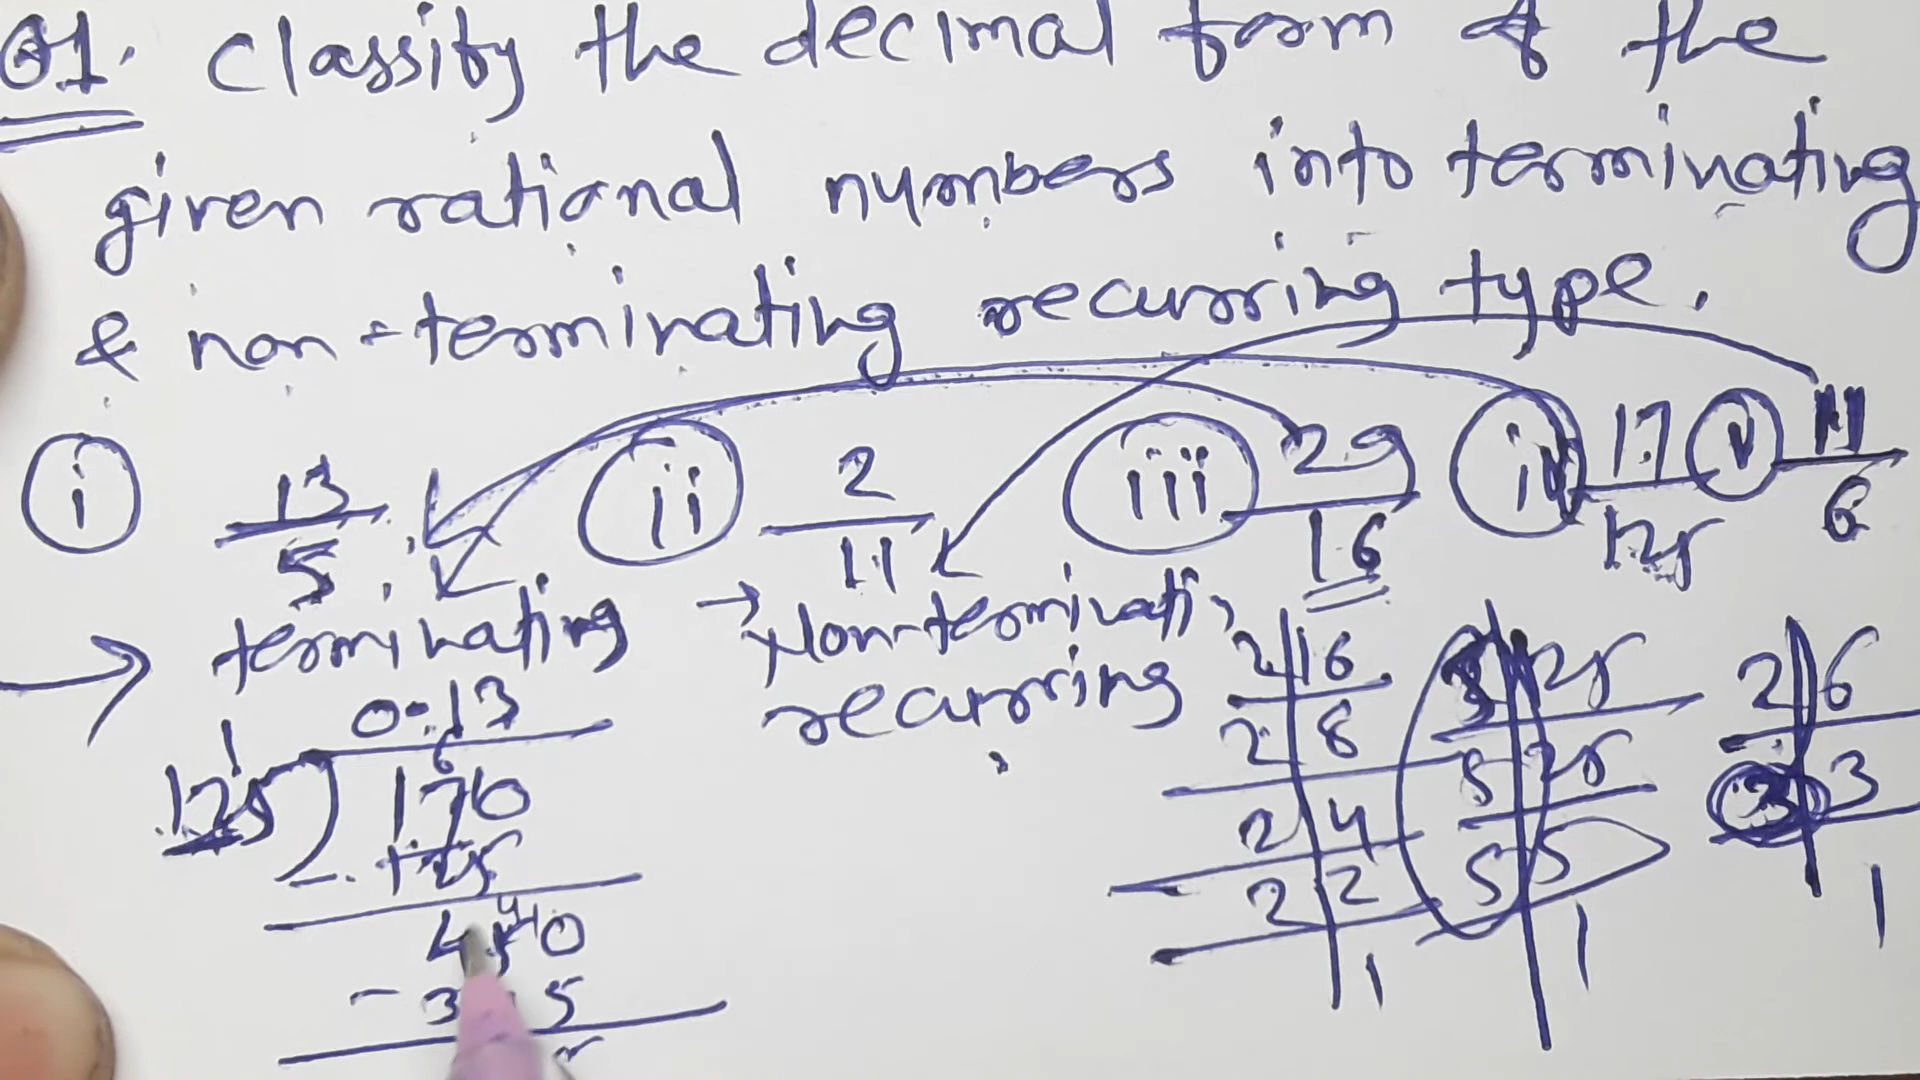 Q1. Classify the decimal form of the
given rational numbers into terminating
& non-terminating recurring type.
i 13/5 ii 2/11 iii 29/16 iv 17/125 v 11/6
→ terminating → Non-terminati
recurring
0.13
125 ) 170
- 125
450
- 3 5
2 16
2 8
2 4
2 2
1
5 125
5 25
5 5
1
2 6
3 3
1